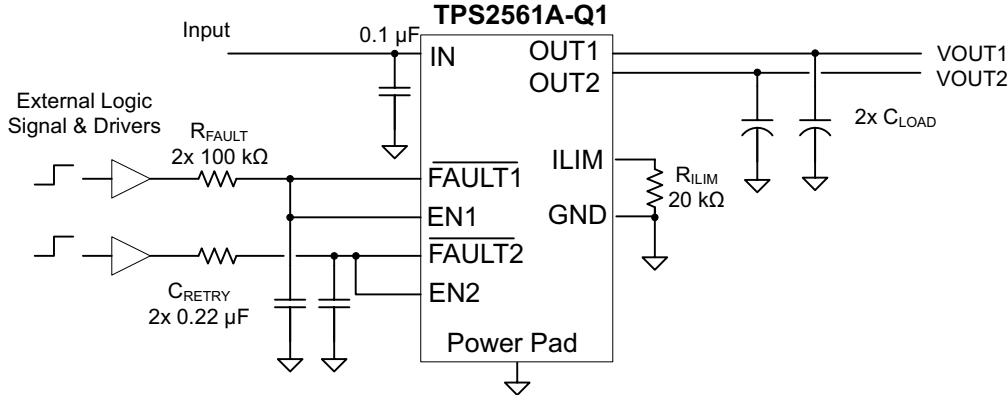 TPS2561A-Q1
Input
0.1 µF
IN
OUT1
VOUT1
OUT2
VOUT2
External Logic
Signal & Drivers
RFAULT
2x 100 kΩ
2x CLOAD
FAULT1
ILIM
RILIM
20 kΩ
EN1
GND
FAULT2
EN2
CRETRY
2x 0.22 µF
Power Pad